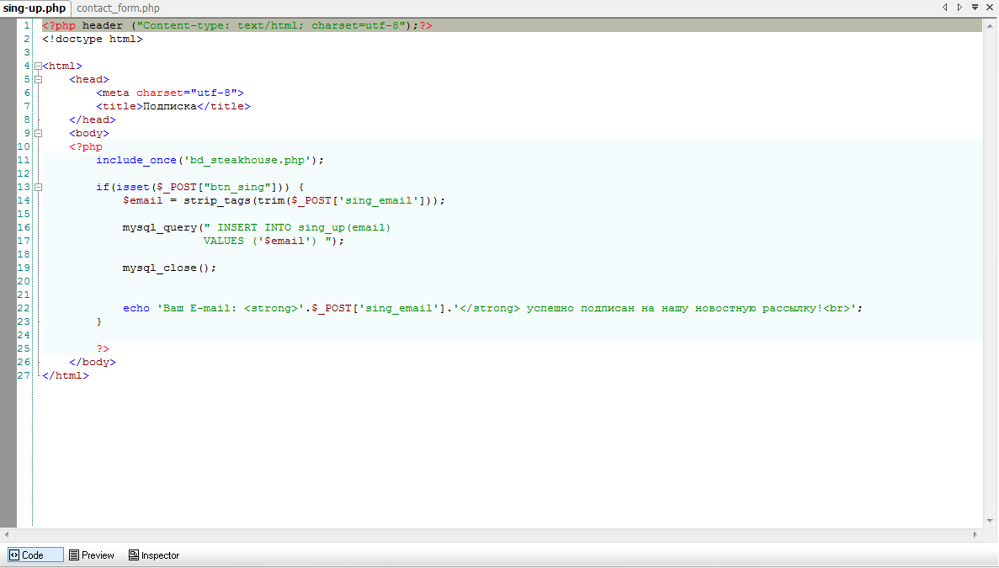 sing-up.php contact_form.php
1 <?php header ("Content-type: text/html; charset=utf-8");?>
2 <!doctype html>
3
4 <html>
5 <head>
6 <meta charset="utf-8">
7 <title>Подписка</title>
8 </head>
9 <body>
10 <?php
11 include_once('bd_steakhouse.php');
12
13 if(isset($_POST["btn_sing"])) {
14 $email = strip_tags(trim($_POST['sing_email']));
15
16 mysql_query(" INSERT INTO sing_up(email)
17 VALUES ('$email') ");
18
19 mysql_close();
20
21
22 echo 'Ваш E-mail: <strong>'.$_POST['sing_email'].'</strong> успешно подписан на нашу новостную рассылку!<br>';
23 }
24
25 ?>
26 </body>
27 </html>
Code Preview Inspector